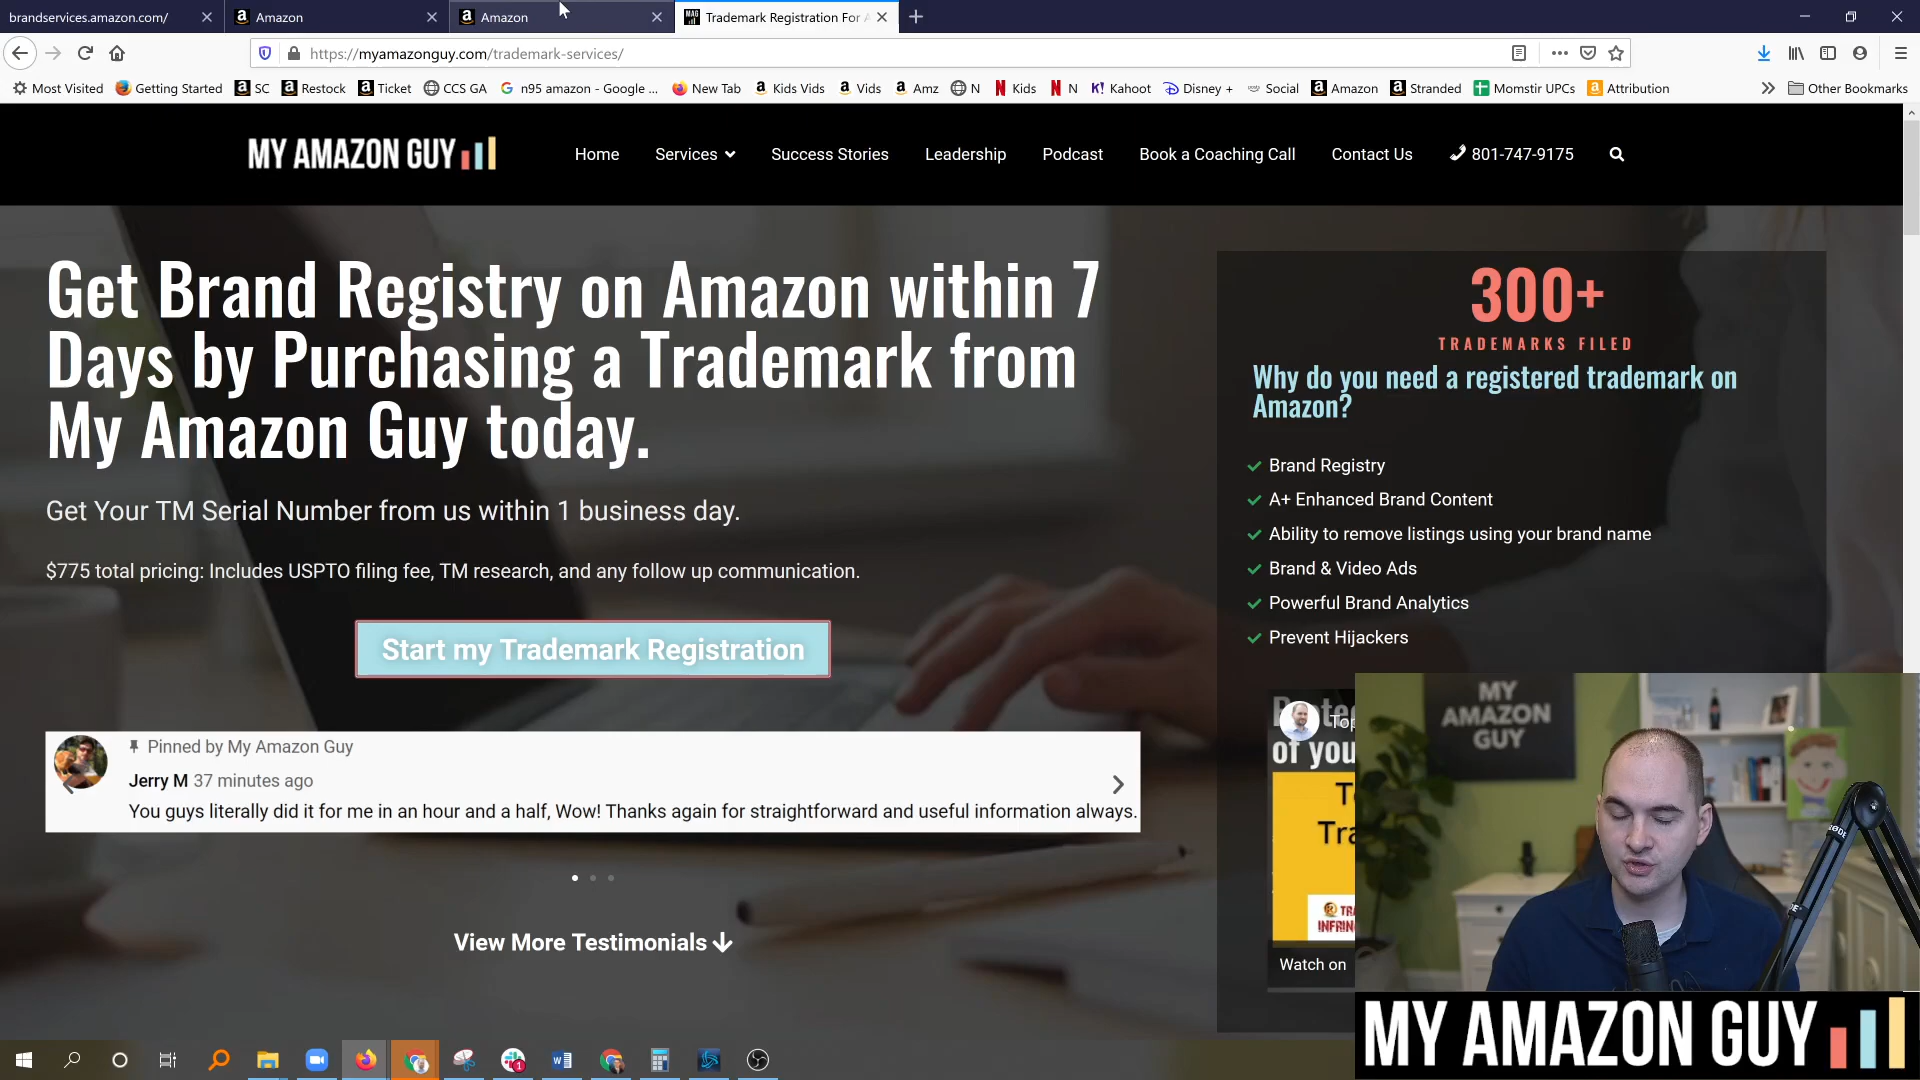 brandservices.amazon.com/
Amazon
Amazon
Trademark Registration For A
https://myamazonguy.com/trademark-services/
Most Visited
Getting Started
SC
Restock
Ticket
CCS GA
n95 amazon - Google ...
New Tab
Kids Vids
Vids
Amz
N
Kids
N
Kahoot
Disney +
Social
Amazon
Stranded
Momstir UPCs
Attribution
Other Bookmarks
MY AMAZON GUY
Home
Services
Success Stories
Leadership
Podcast
Book a Coaching Call
Contact Us
801-747-9175
Get Brand Registry on Amazon within 7
Days by Purchasing a Trademark from
My Amazon Guy today.
Get Your TM Serial Number from us within 1 business day.
$775 total pricing: Includes USPTO filing fee, TM research, and any follow up communication.
Start my Trademark Registration
Pinned by My Amazon Guy
Jerry M 37 minutes ago
You guys literally did it for me in an hour and a half, Wow! Thanks again for straightforward and useful information always.
View More Testimonials
300+
TRADEMARKS FILED
Why do you need a registered trademark on
Amazon?
Brand Registry
A+ Enhanced Brand Content
Ability to remove listings using your brand name
Brand & Video Ads
Powerful Brand Analytics
Prevent Hijackers
Top
of you
Watch on
MY
AMAZON
GUY
RØDE
MY AMAZON GUY